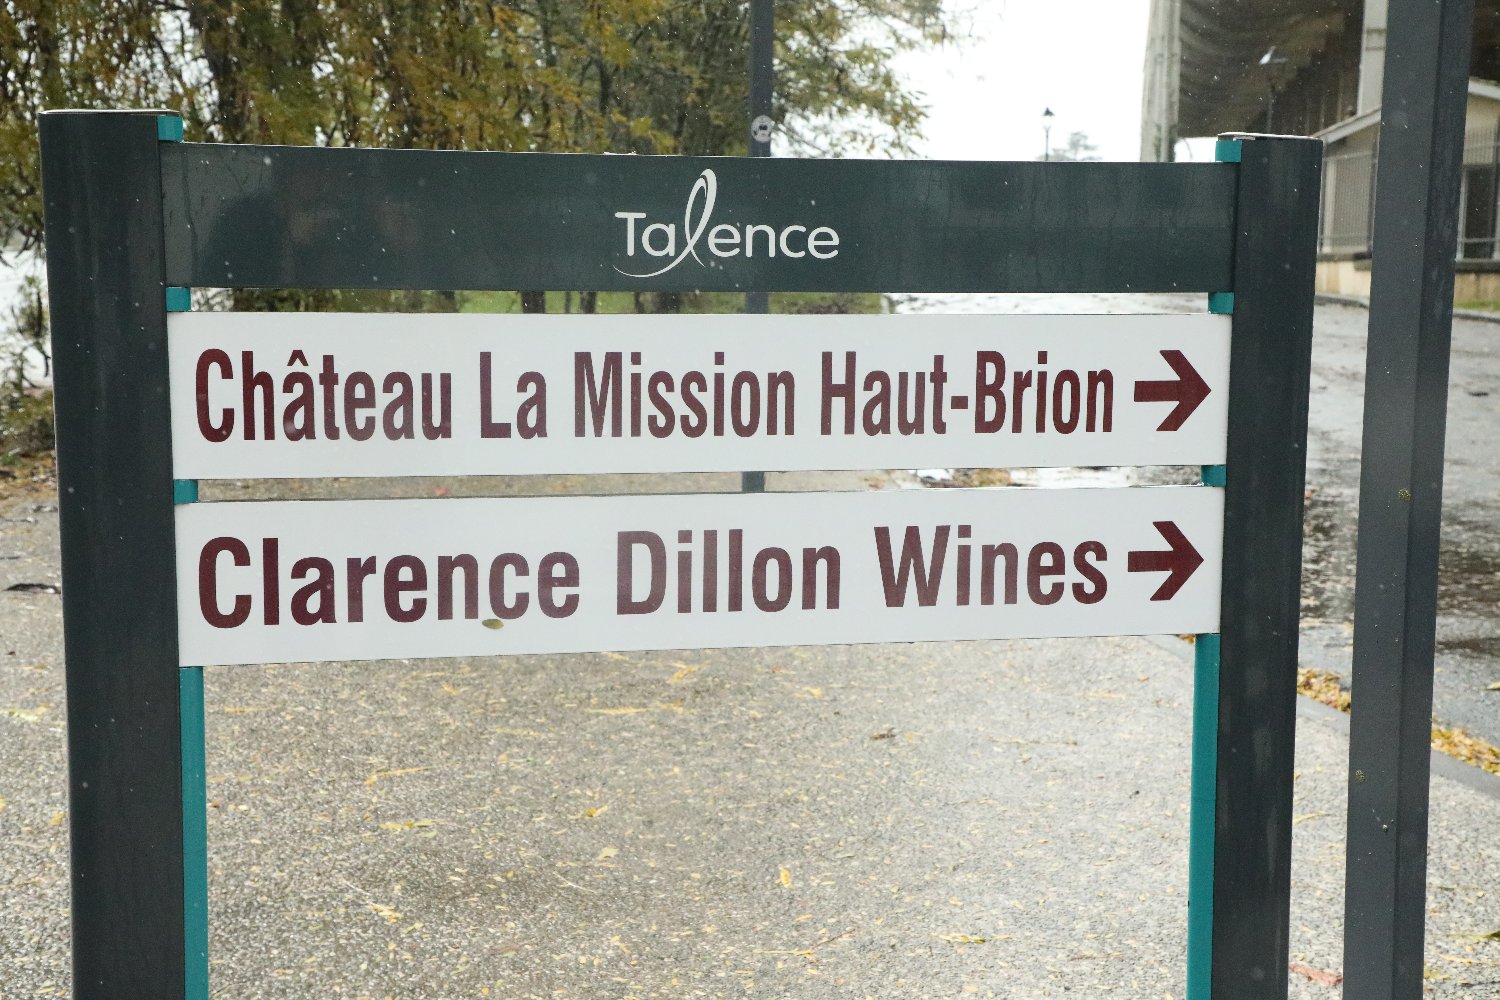 Talence
Château La Mission Haut-Brion →
Clarence Dillon Wines →